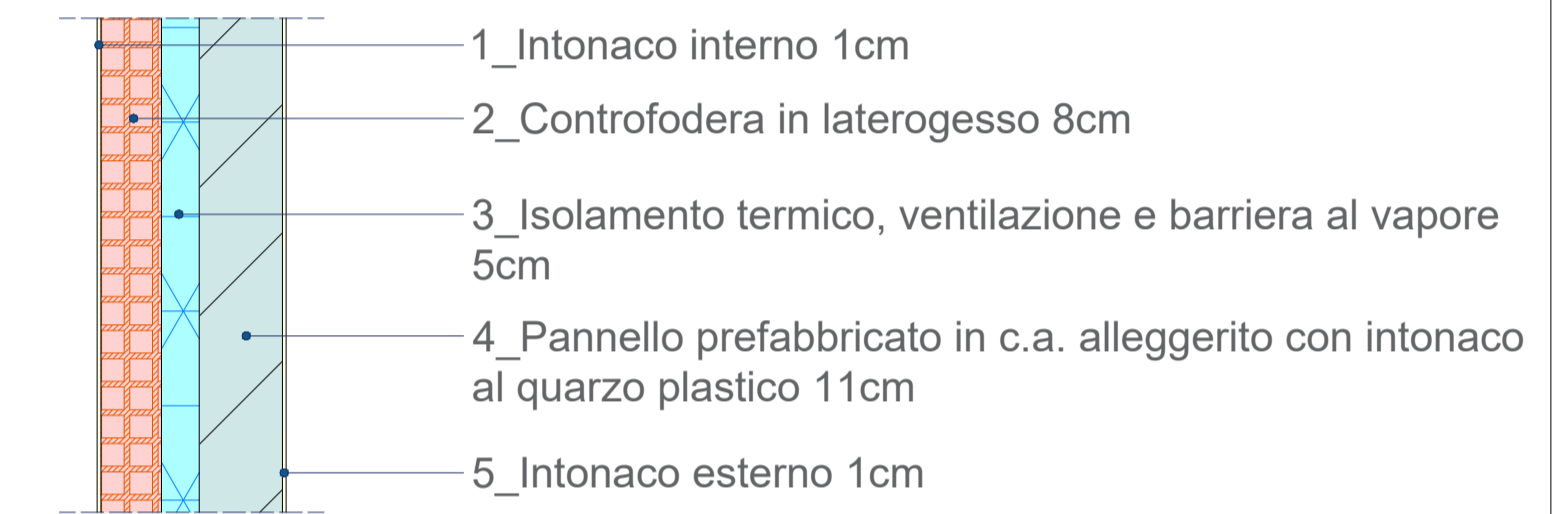 1_Intonaco interno 1cm
2_Controfodera in laterogesso 8cm
3_Isolamento termico, ventilazione e barriera al vapore
5cm
4_Pannello prefabbricato in c.a. alleggerito con intonaco
al quarzo plastico 11cm
5_Intonaco esterno 1cm